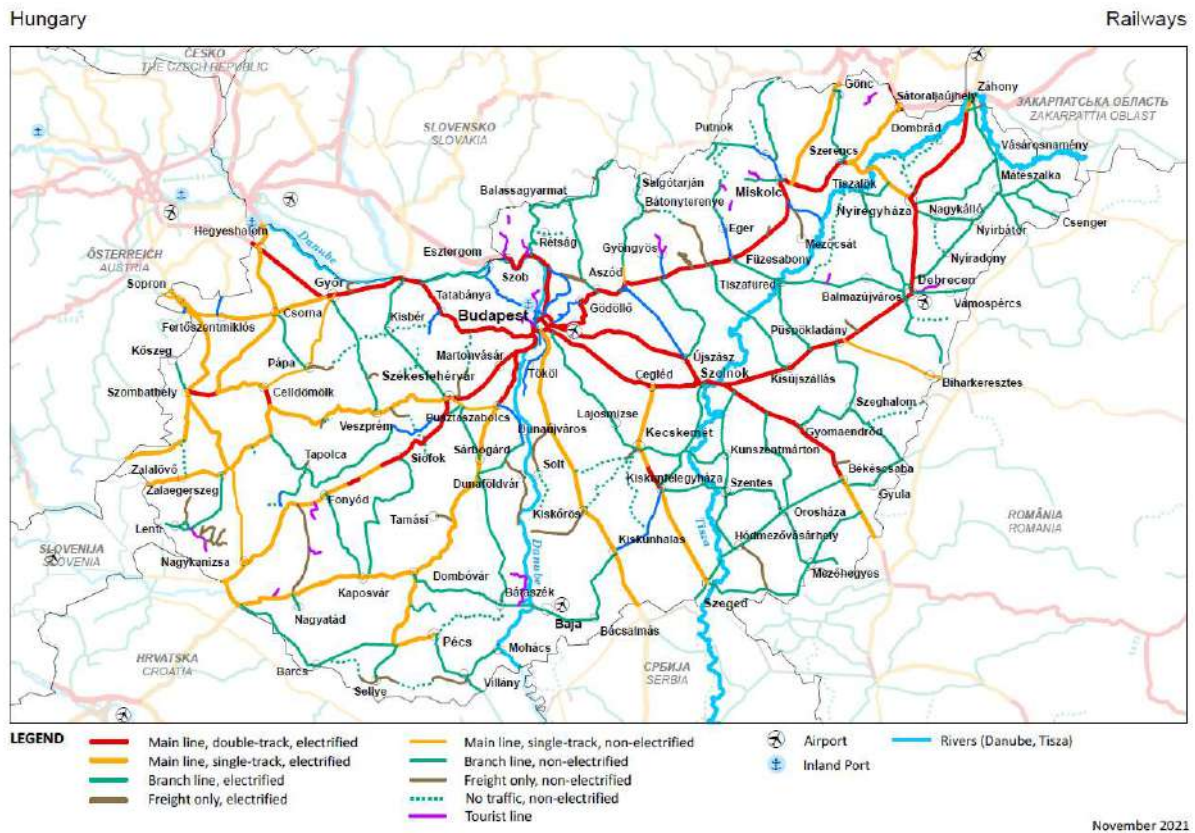 Hungary
Railways
ČESKO
THE CZECH REPUBLIC
SLOVENSKO
SLOVAKIA
ЗАКАРПАТСЬКА ОБЛАСТЬ
ZAKARPATTIA OBLAST
ÖSTERREICH
AUSTRIA
SLOVENIJA
SLOVENIA
HRVATSKA
CROATIA
СРБИЈА
SERBIA
ROMÂNIA
ROMANIA
Gönc
Sátoraljaújhely
Záhony
Putnok
Dombrád
Szerencs
Vásárosnamény
Balassagyarmat
Salgótarján
Miskolc
Tiszalök
Mátészalka
Bátonyterenye
Nyíregyháza
Nagykálló
Hegyeshalom
Danube
Esztergom
Rétság
Gyöngyös
Eger
Mezőcsát
Nyírbátor
Csenger
Szob
Aszód
Füzesabony
Nyíradony
Sopron
Győr
Tatabánya
Gödöllő
Tiszafüred
Debrecen
Csorna
Kisbér
Budapest
Balmazújváros
Vámospércs
Fertőszentmiklós
Püspökladány
Kőszeg
Pápa
Martonvásár
Újszász
Székesfehérvár
Tököl
Cegléd
Szolnok
Kisújszállás
Biharkeresztes
Szombathely
Celldömölk
Pusztaszabolcs
Lajosmizse
Szeghalom
Veszprém
Dunaújváros
Kecskemét
Gyomaendrőd
Tapolca
Siófok
Sárbogárd
Kunszentmárton
Zalalövő
Solt
Békéscsaba
Zalaegerszeg
Fonyód
Dunaföldvár
Kiskunfélegyháza
Szentes
Gyula
Lenti
Tamási
Kiskőrös
Orosháza
Tisza
Hódmezővásárhely
Nagykanizsa
Danube
Kiskunhalas
Dombóvár
Mezőhegyes
Kaposvár
Bátaszék
Szeged
Nagyatád
Baja
Bácsalmás
Pécs
Mohács
Barcs
Villány
Sellye
LEGEND
Main line, double-track, electrified
Main line, single-track, electrified
Branch line, electrified
Freight only, electrified
Main line, single-track, non-electrified
Branch line, non-electrified
Freight only, non-electrified
No traffic, non-electrified
Tourist line
Airport
Inland Port
Rivers (Danube, Tisza)
November 2021